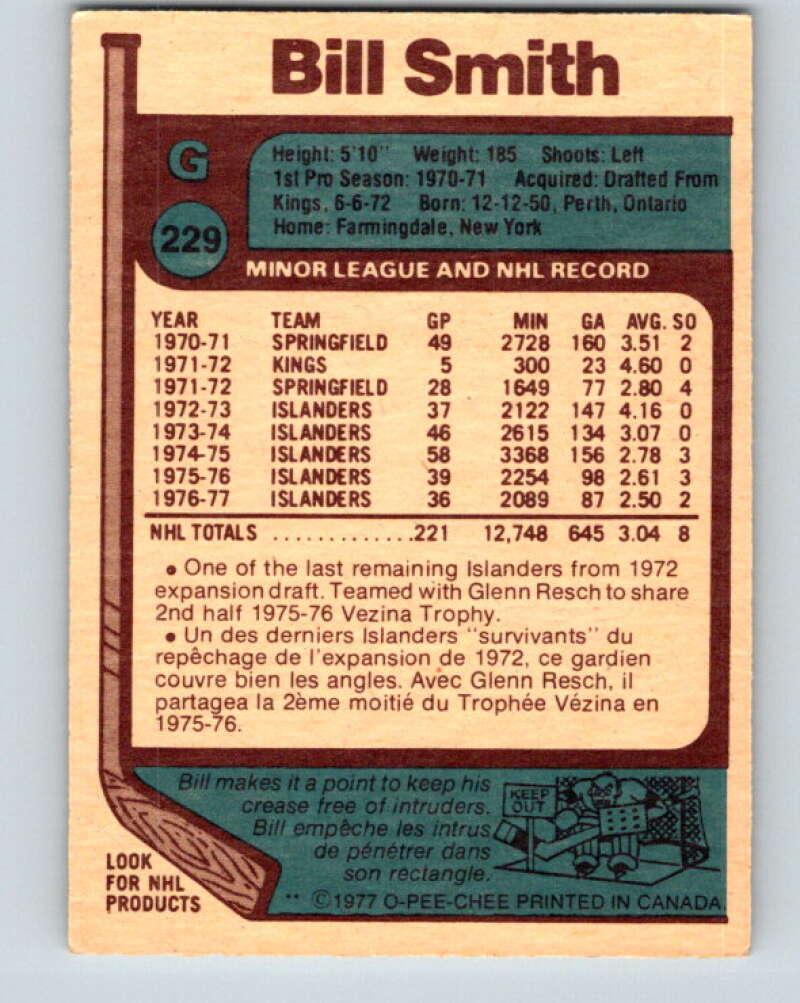 Bill Smith
G
Height: 5'10" Weight: 185 Shoots: Left
1st Pro Season: 1970-71 Acquired: Drafted From
Kings, 6-6-72 Born: 12-12-50, Perth, Ontario
Home: Farmingdale, New York
229
MINOR LEAGUE AND NHL RECORD
YEAR TEAM GP MIN GA AVG. SO
1970-71 SPRINGFIELD 49 2728 160 3.51 2
1971-72 KINGS 5 300 23 4.60 0
1971-72 SPRINGFIELD 28 1649 77 2.80 4
1972-73 ISLANDERS 37 2122 147 4.16 0
1973-74 ISLANDERS 46 2615 134 3.07 0
1974-75 ISLANDERS 58 3368 156 2.78 3
1975-76 ISLANDERS 39 2254 98 2.61 3
1976-77 ISLANDERS 36 2089 87 2.50 2
NHL TOTALS .............221 12,748 645 3.04 8
• One of the last remaining Islanders from 1972
expansion draft. Teamed with Glenn Resch to share
2nd half 1975-76 Vezina Trophy.
• Un des derniers Islanders "survivants" du
repêchage de l'expansion de 1972, ce gardien
couvre bien les angles. Avec Glenn Resch, il
partagea la 2ème moitié du Trophée Vézina en
1975-76.
Bill makes it a point to keep his
crease free of intruders.
Bill empêche les intrus
de pénétrer dans
son rectangle.
KEEP
OUT
LOOK
FOR NHL
PRODUCTS
** ©1977 O-PEE-CHEE PRINTED IN CANADA.